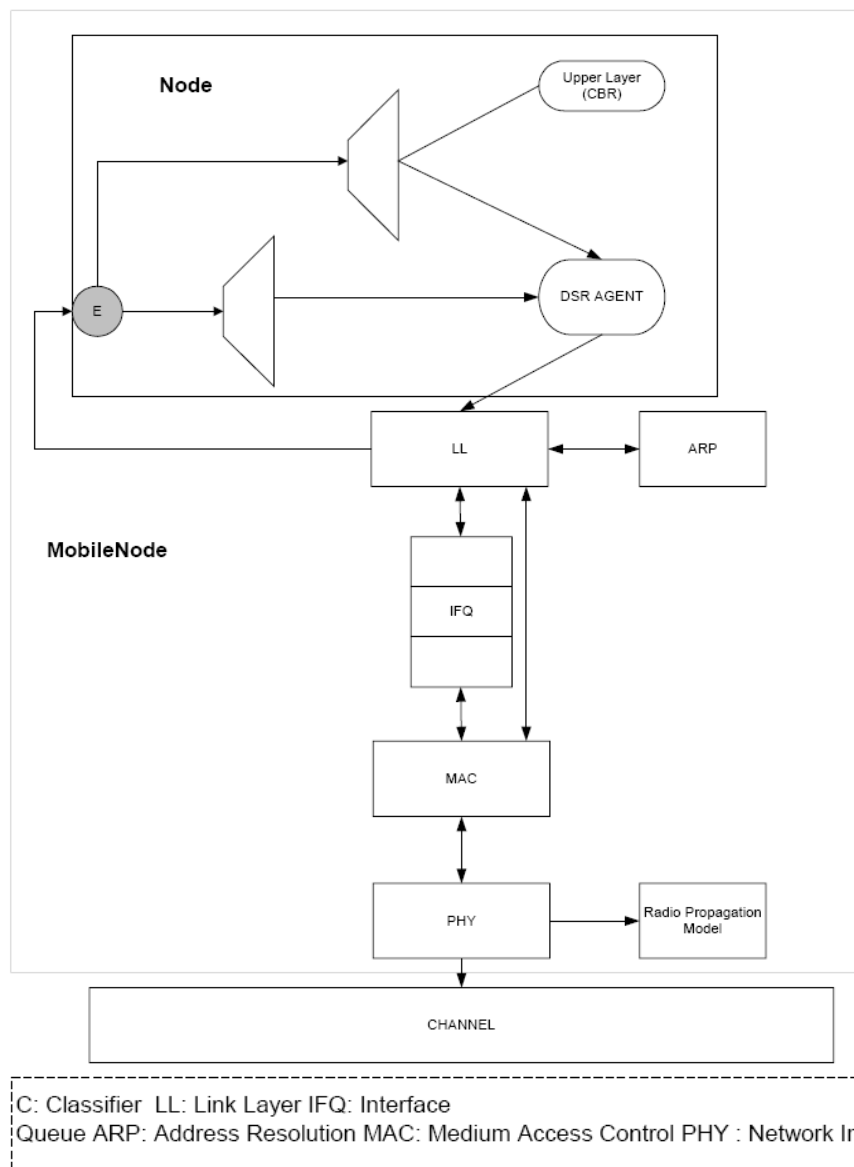 Node
Upper Layer
(CBR)
E
DSR AGENT
LL
ARP
MobileNode
IFQ
MAC
PHY
Radio Propagation
Model
CHANNEL
C: Classifier LL: Link Layer IFQ: Interface
Queue ARP: Address Resolution MAC: Medium Access Control PHY : Network In